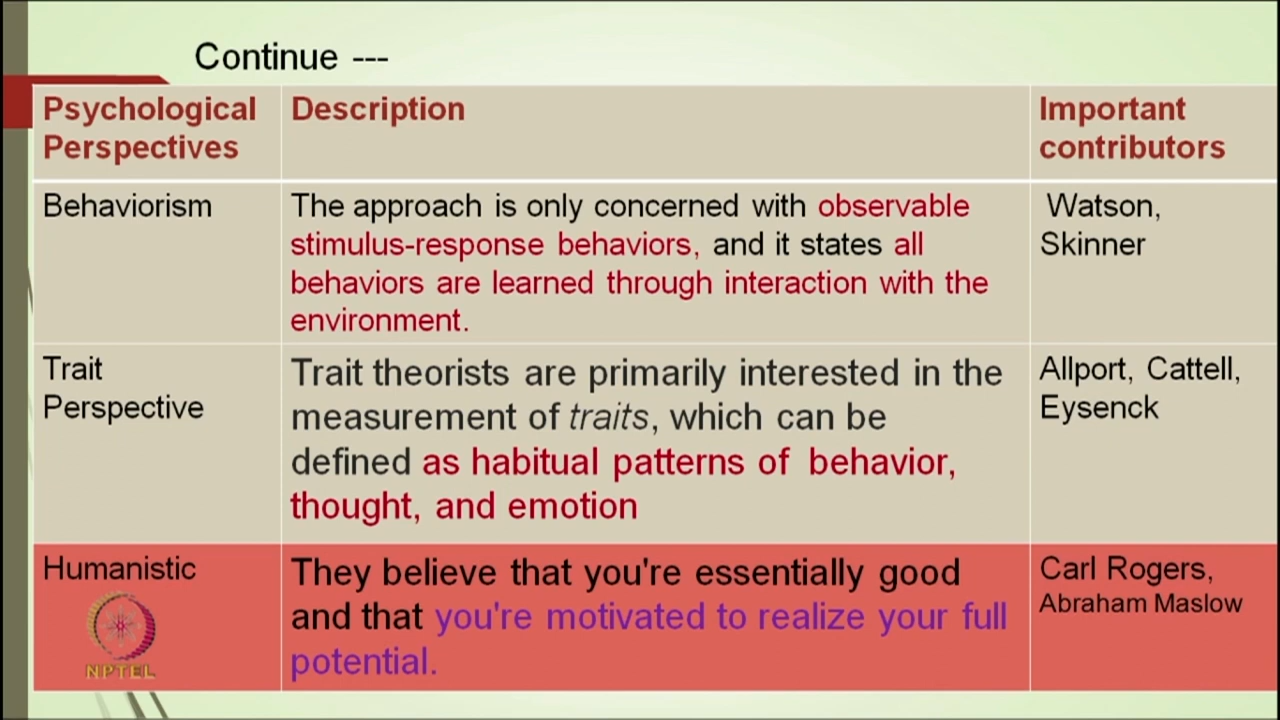 Continue ---
Psychological
Perspectives
Description
Important
contributors
Behaviorism
The approach is only concerned with observable
stimulus-response behaviors, and it states all
behaviors are learned through interaction with the
environment.
Watson,
Skinner
Trait
Perspective
Trait theorists are primarily interested in the
measurement of traits, which can be
defined as habitual patterns of behavior,
thought, and emotion
Allport, Cattell,
Eysenck
Humanistic
They believe that you're essentially good
and that you're motivated to realize your full
potential.
Carl Rogers,
Abraham Maslow
NPTEL